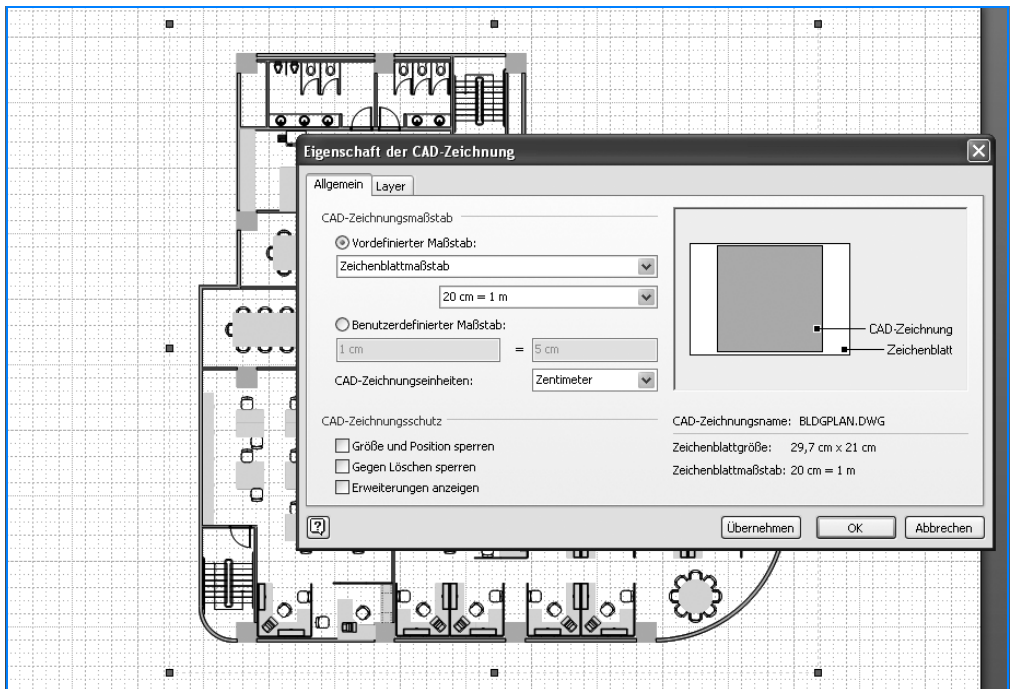 Eigenschaft der CAD-Zeichnung
Allgemein
Layer
CAD-Zeichnungsmaßstab
Vordefinierter Maßstab:
Zeichenblattmaßstab
20 cm = 1 m
Benutzerdefinierter Maßstab:
1 cm = 5 cm
CAD-Zeichnungseinheiten: Zentimeter
CAD-Zeichnungsschutz
Größe und Position sperren
Gegen Löschen sperren
Erweiterungen anzeigen
CAD-Zeichnung
Zeichenblatt
CAD-Zeichnungsname: BLDGPLAN.DWG
Zeichenblattgröße: 29,7 cm x 21 cm
Zeichenblattmaßstab: 20 cm = 1 m
?
Übernehmen
OK
Abbrechen